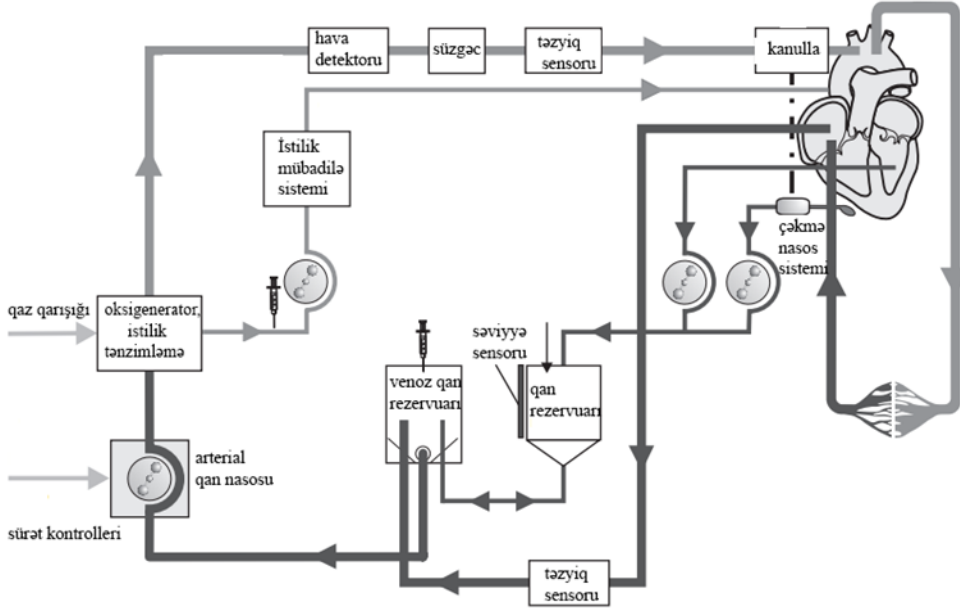 hava
detektoru
süzgəc
təzyiq
sensoru
kanulla
İstilik
mübadilə
sistemi
çəkmə
nasos
sistemi
qaz qarışığı
oksigenerator,
istilik
tənzimləmə
səviyyə
sensoru
venoz qan
rezervuarı
qan
rezervuarı
arterial
qan nasosu
sürət kontrolleri
təzyiq
sensoru